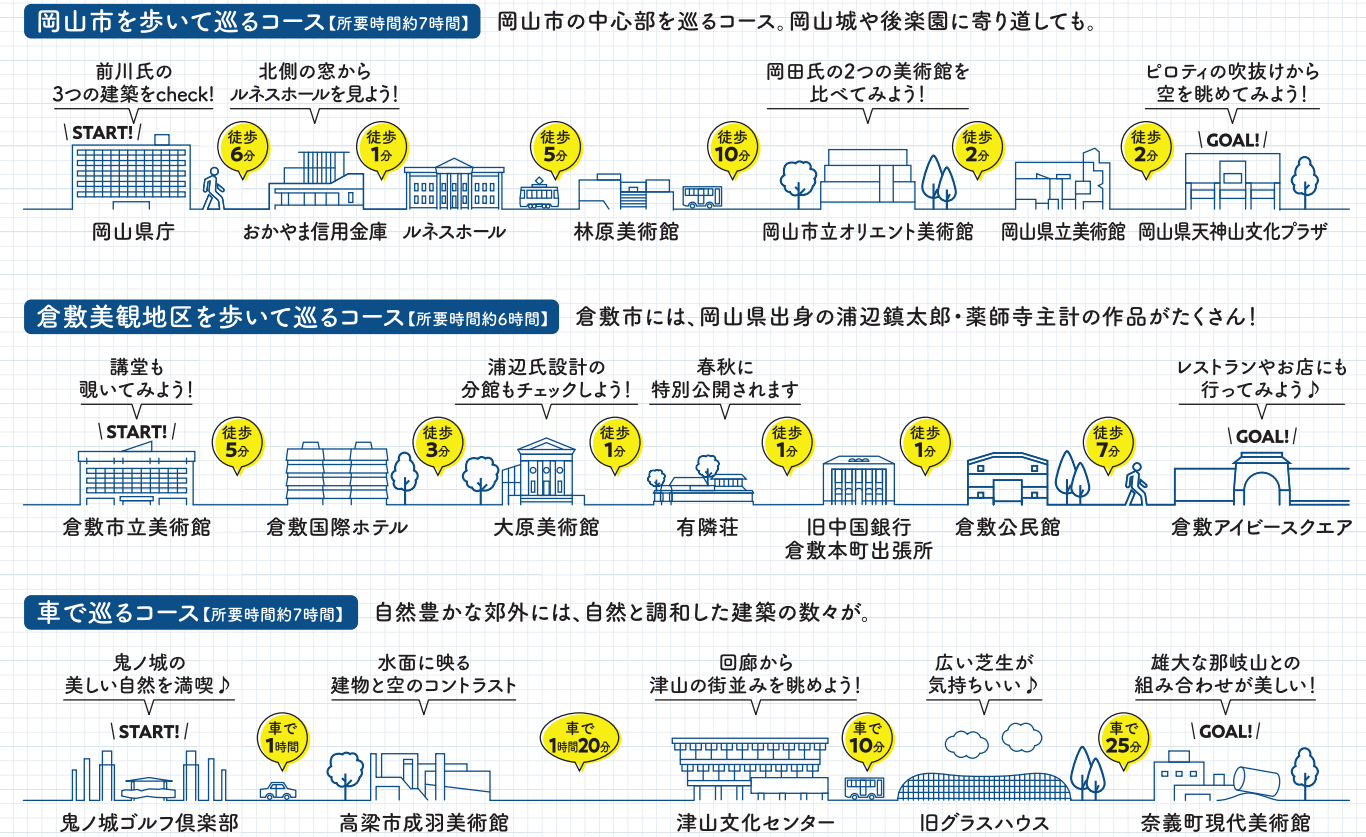 岡山市を歩いて巡るコース【所要時間約7時間】 岡山市の中心部を巡るコース。岡山城や後楽園に寄り道しても。
前川氏の
3つの建築をcheck!
北側の窓から
ルネスホールを見よう!
岡田氏の2つの美術館を
比べてみよう!
ピロティの吹抜けから
空を眺めてみよう!
\ START! /
徒歩
6分
徒歩
1分
徒歩
5分
徒歩
10分
徒歩
2分
徒歩
2分
\ GOAL! /
岡山県庁
おかやま信用金庫
ルネスホール
林原美術館
岡山市立オリエント美術館
岡山県立美術館
岡山県天神山文化プラザ
倉敷美観地区を歩いて巡るコース【所要時間約6時間】 倉敷市には、岡山県出身の浦辺鎮太郎・薬師寺主計の作品がたくさん!
講堂も
覗いてみよう!
浦辺氏設計の
分館もチェックしよう!
春秋に
特別公開されます
レストランやお店にも
行ってみよう♪
\ START! /
徒歩
5分
徒歩
3分
徒歩
1分
徒歩
1分
徒歩
1分
徒歩
7分
\ GOAL! /
倉敷市立美術館
倉敷国際ホテル
大原美術館
有隣荘
旧中国銀行
倉敷本町出張所
倉敷公民館
倉敷アイビースクエア
車で巡るコース【所要時間約7時間】 自然豊かな郊外には、自然と調和した建築の数々が。
鬼ノ城の
美しい自然を満喫♪
水面に映る
建物と空のコントラスト
回廊から
津山の街並みを眺めよう!
広い芝生が
気持ちいい♪
雄大な那岐山との
組み合わせが美しい!
\ START! /
車で
1時間
車で
1時間20分
車で
10分
車で
25分
\ GOAL! /
鬼ノ城ゴルフ倶楽部
高梁市成羽美術館
津山文化センター
旧グラスハウス
奈義町現代美術館